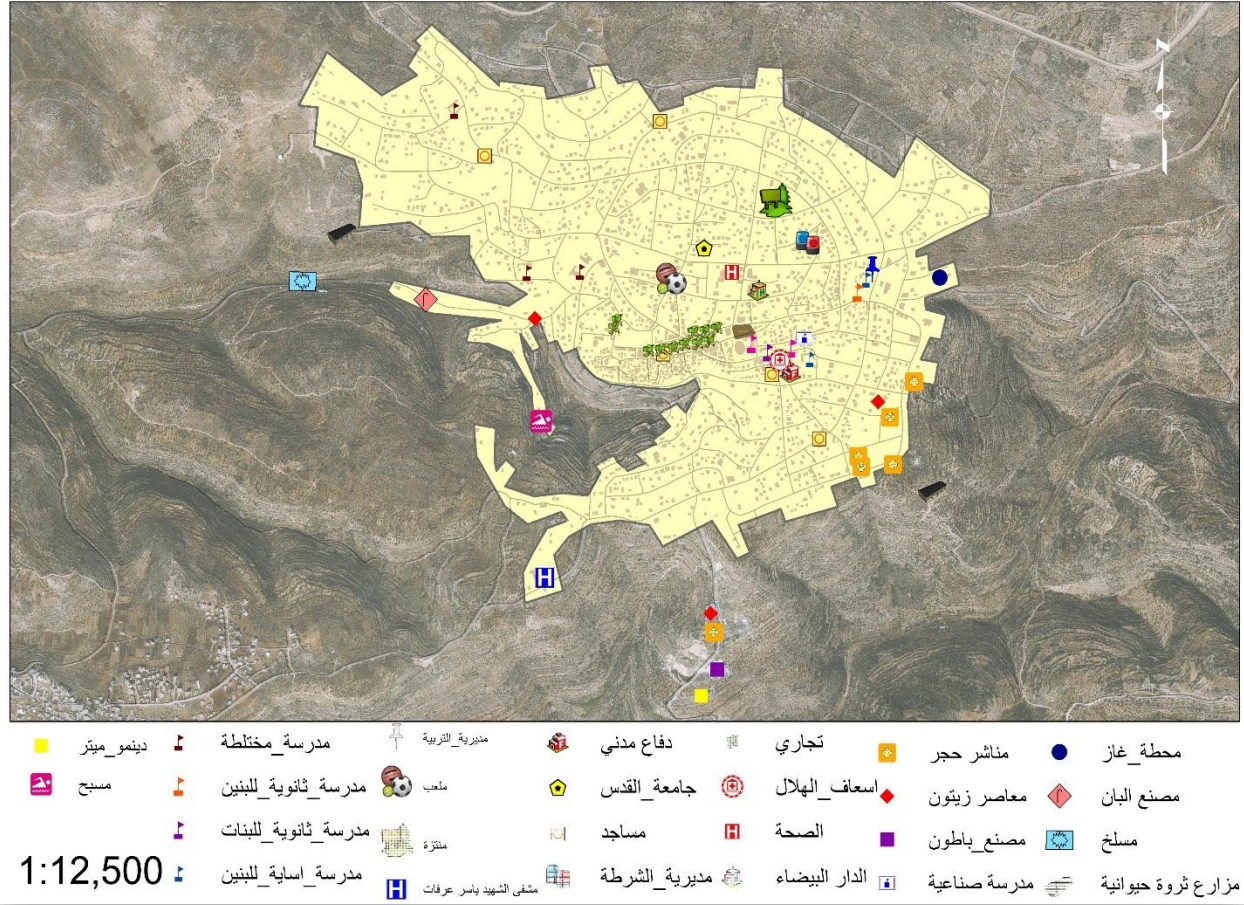 محطة_غاز
مصنع البان
مسلخ
مزارع ثروة حيوانية
مناشر حجر
معاصر زيتون
مصنع_باطون
مدرسة صناعية
تجاري
اسعاف_الهلال
الصحة
الدار البيضاء
دفاع مدني
جامعة_القدس
مساجد
مديرية_الشرطة
مديرية_التربية
ملعب
منتزة
مشفى الشهيد ياسر عرفات
مدرسة_مختلطة
مدرسة_ثانوية_للبنين
مدرسة_ثانوية_للبنات
مدرسة_اساية_للبنين
دينمو_ميتر
مسبح
1:12,500